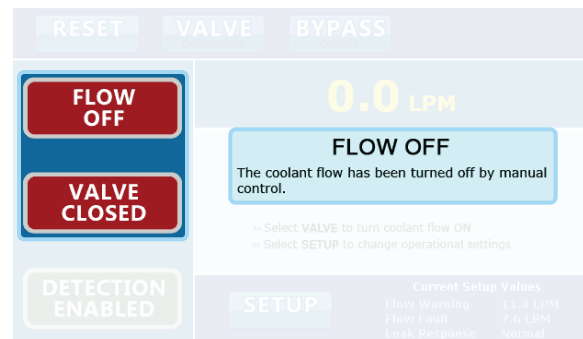 RESET
VALVE
BYPASS
FLOW
OFF
0.0 LPM
FLOW OFF
The coolant flow has been turned off by manual
control.
VALVE
CLOSED
» Select VALVE to turn coolant flow ON
» Select SETUP to change operational settings
DETECTION
ENABLED
SETUP
Current Setup Values
Flow Warning 11.4 LPM
Flow Fault 7.6 LPM
Leak Response Normal